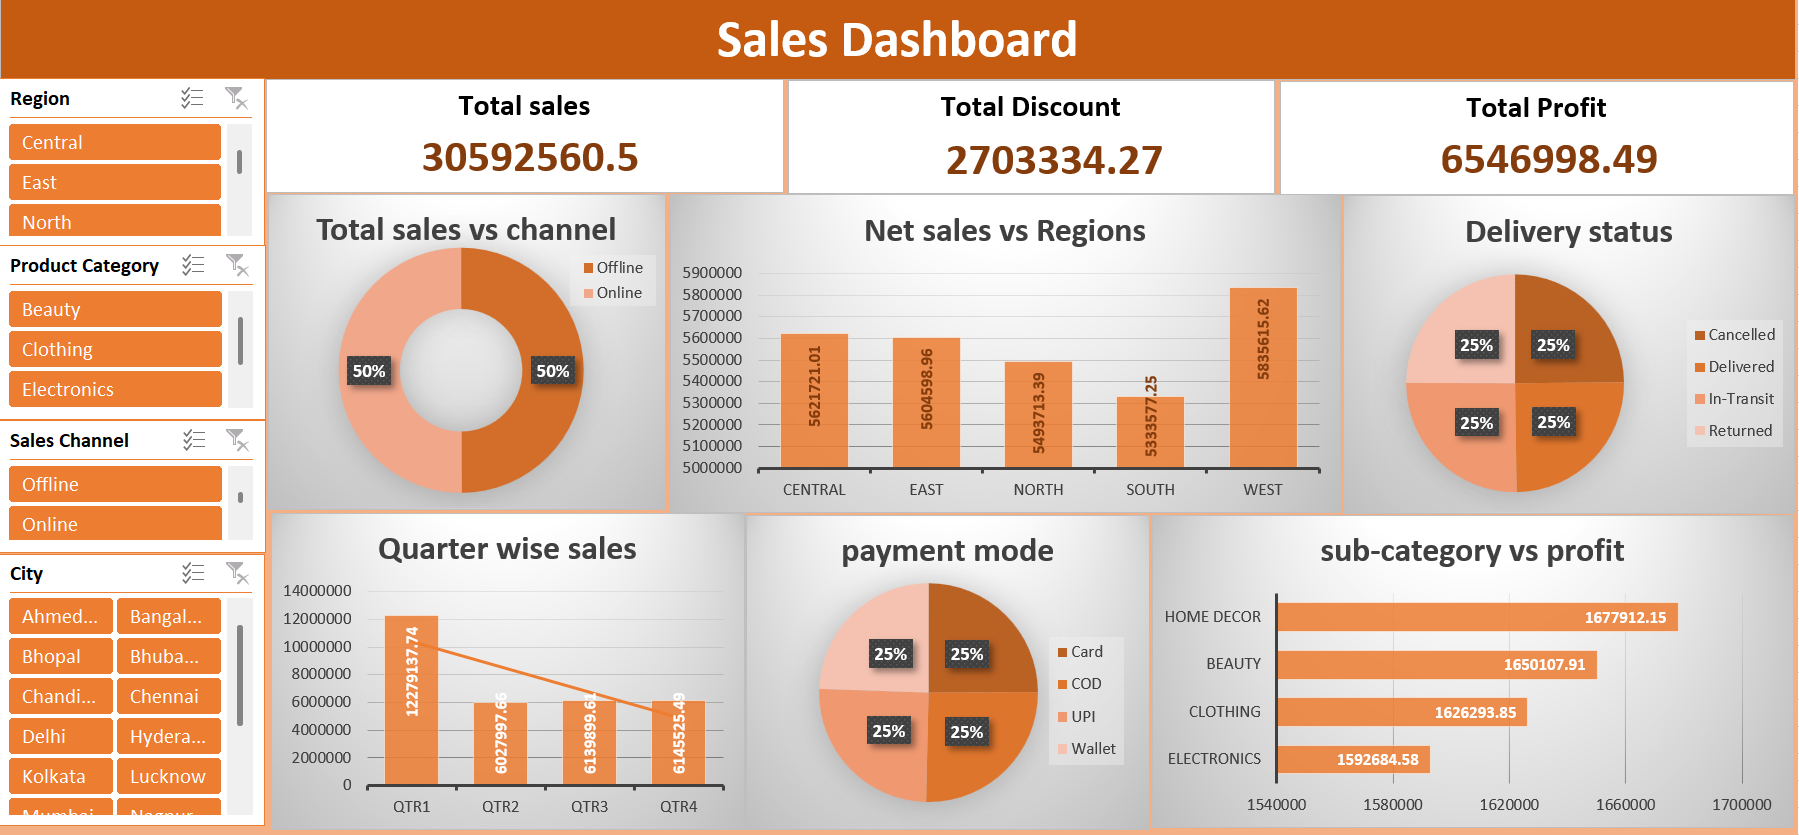 Sales Dashboard
Region
Central
East
North
Product Category
Beauty
Clothing
Electronics
Sales Channel
Offline
Online
City
Ahmed... Bangal...
Bhopal Bhuba...
Chandi... Chennai
Delhi Hydera...
Kolkata Lucknow
Mumbai Nagpur
Total sales
30592560.5
Total Discount
2703334.27
Total Profit
6546998.49
Total sales vs channel
Offline
Online
50% 50%
Net sales vs Regions
5900000
5800000
5700000
5600000
5500000
5400000
5300000
5200000
5100000
5000000
5621721.01
5604598.96
5493713.39
5333577.25
5835615.62
CENTRAL EAST NORTH SOUTH WEST
Delivery status
25% 25%
25% 25%
Cancelled
Delivered
In-Transit
Returned
Quarter wise sales
14000000
12000000
10000000
8000000
6000000
4000000
2000000
0
12279137.74
6027997.66
6139899.61
6145525.49
QTR1 QTR2 QTR3 QTR4
payment mode
25% 25%
25% 25%
Card
COD
UPI
Wallet
sub-category vs profit
HOME DECOR 1677912.15
BEAUTY 1650107.91
CLOTHING 1626293.85
ELECTRONICS 1592684.58
1540000 1580000 1620000 1660000 1700000